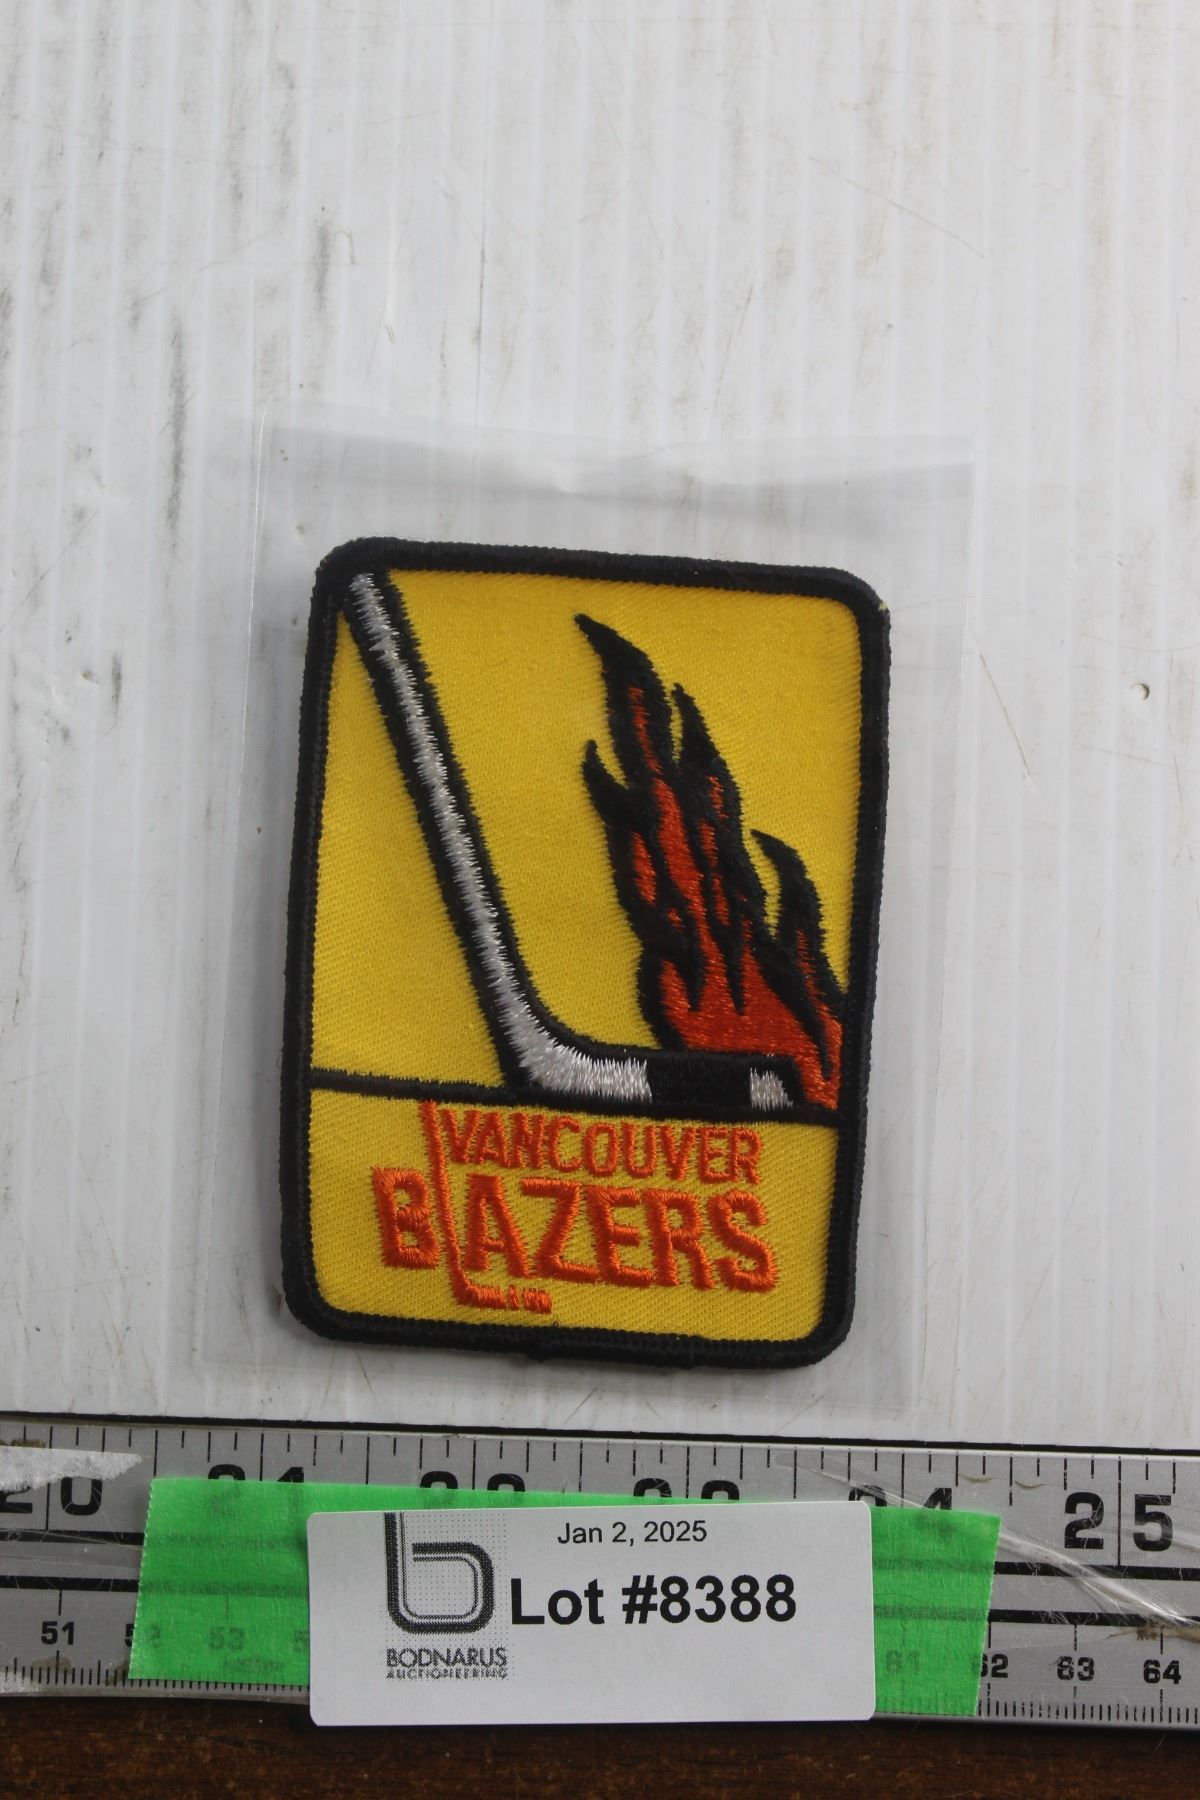 VANCOUVER
BLAZERS
20 21 22 23 24 25
Jan 2, 2025
Lot #8388
BODNARUS
AUCTIONEERING
51 52 53 61 62 63 64